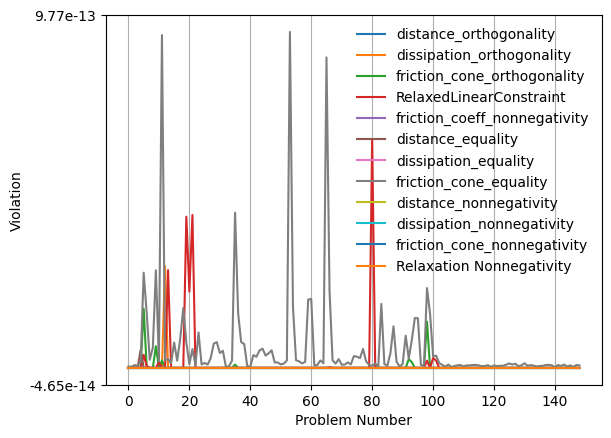 9.77e-13
distance_orthogonality
dissipation_orthogonality
friction_cone_orthogonality
RelaxedLinearConstraint
friction_coeff_nonnegativity
distance_equality
dissipation_equality
friction_cone_equality
distance_nonnegativity
dissipation_nonnegativity
friction_cone_nonnegativity
Relaxation Nonnegativity
Violation
-4.65e-14
0 20 40 60 80 100 120 140
Problem Number